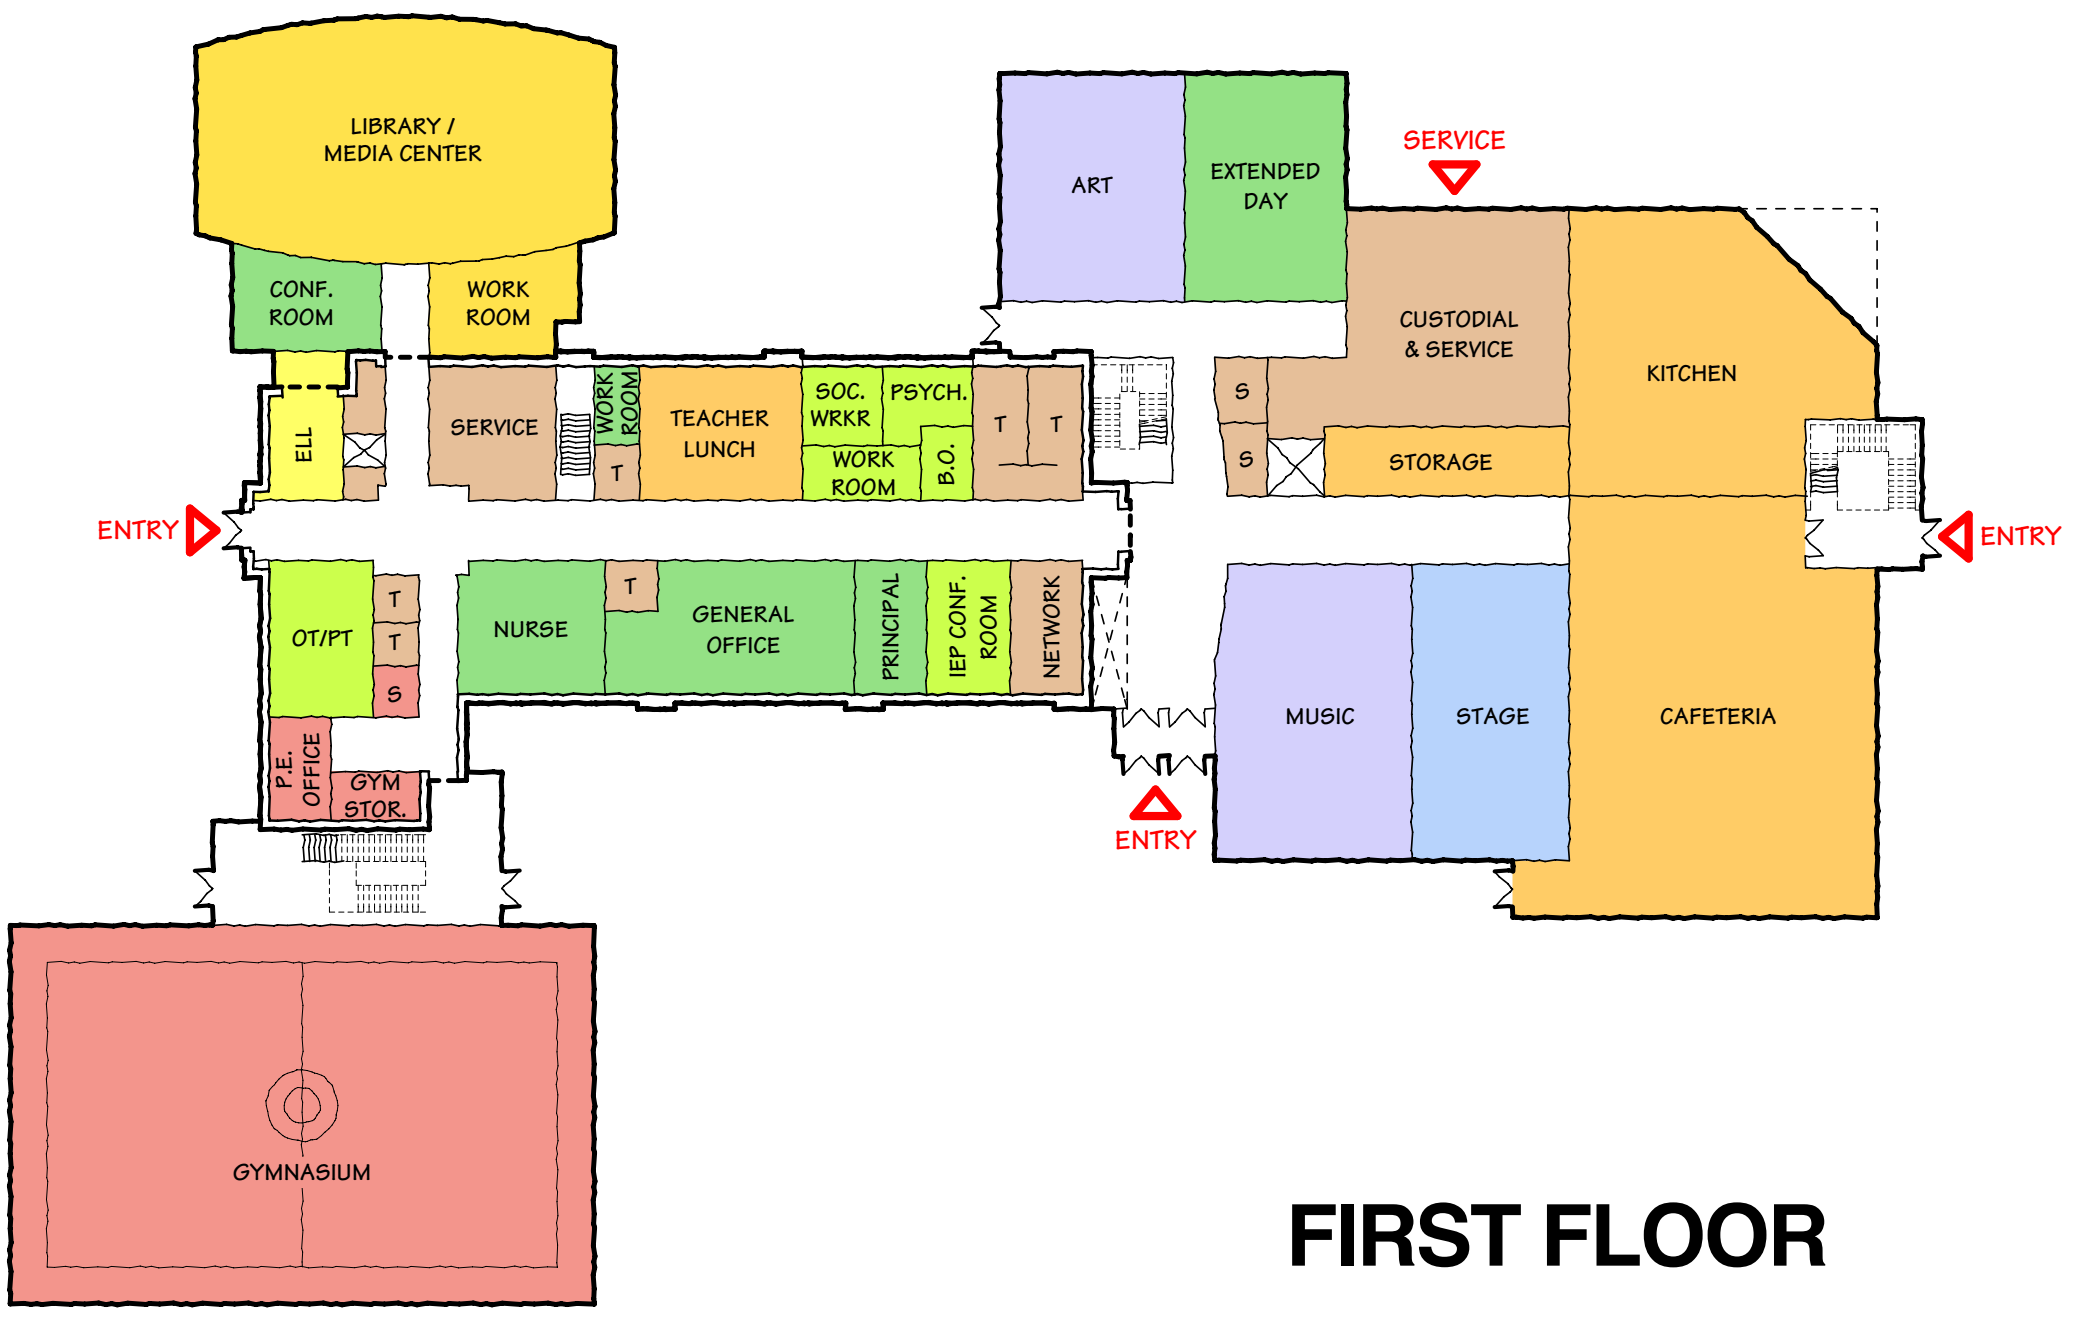 LIBRARY /
MEDIA CENTER
CONF.
ROOM
WORK
ROOM
ART
EXTENDED
DAY
SERVICE
CUSTODIAL
& SERVICE
KITCHEN
ELL
SERVICE
WORK
ROOM
T
TEACHER
LUNCH
SOC.
WRKR
PSYCH.
WORK
ROOM
B.O.
T
T
S
S
STORAGE
ENTRY
ENTRY
OT/PT
T
T
S
NURSE
T
GENERAL
OFFICE
PRINCIPAL
IEP CONF.
ROOM
NETWORK
MUSIC
STAGE
CAFETERIA
P.E.
OFFICE
GYM
STOR.
ENTRY
GYMNASIUM
FIRST FLOOR